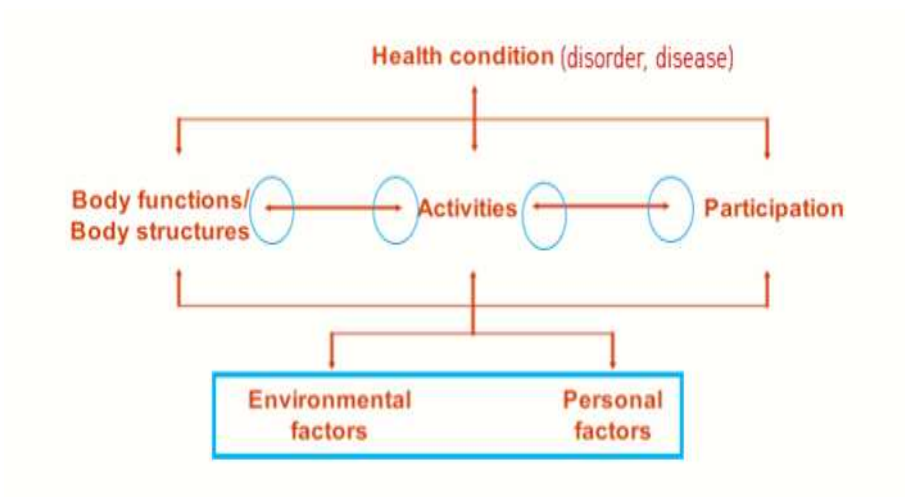 Health condition (disorder, disease)
Body functions/
Body structures
Activities
Participation
Environmental
factors
Personal
factors